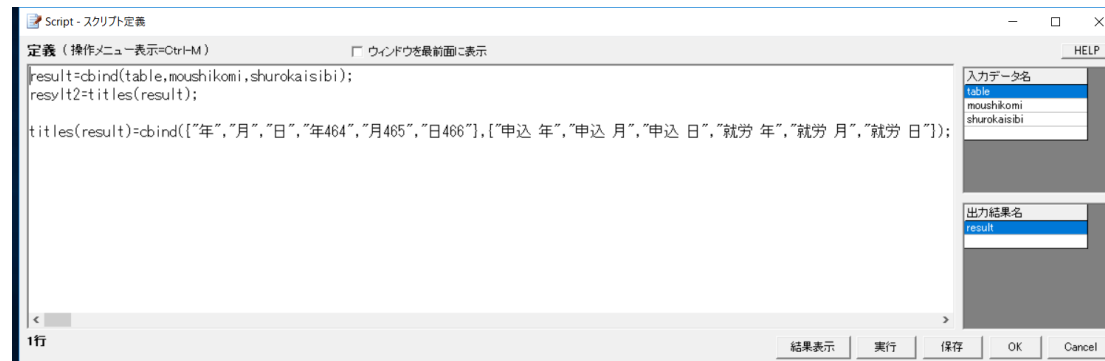 Script - スクリプト定義
定義 ( 操作メニュー表示=Ctrl-M )
ウィンドウを最前面に表示
HELP
result=cbind(table,moushikomi,shurokaisibi);
resylt2=titles(result);
titles(result)=cbind(["年","月","日","年464","月465","日466"],["申込 年","申込 月","申込 日","就労 年","就労 月","就労 日"]);
入力データ名
table
moushikomi
shurokaisibi
出力結果名
result
1行
結果表示
実行
保存
OK
Cancel